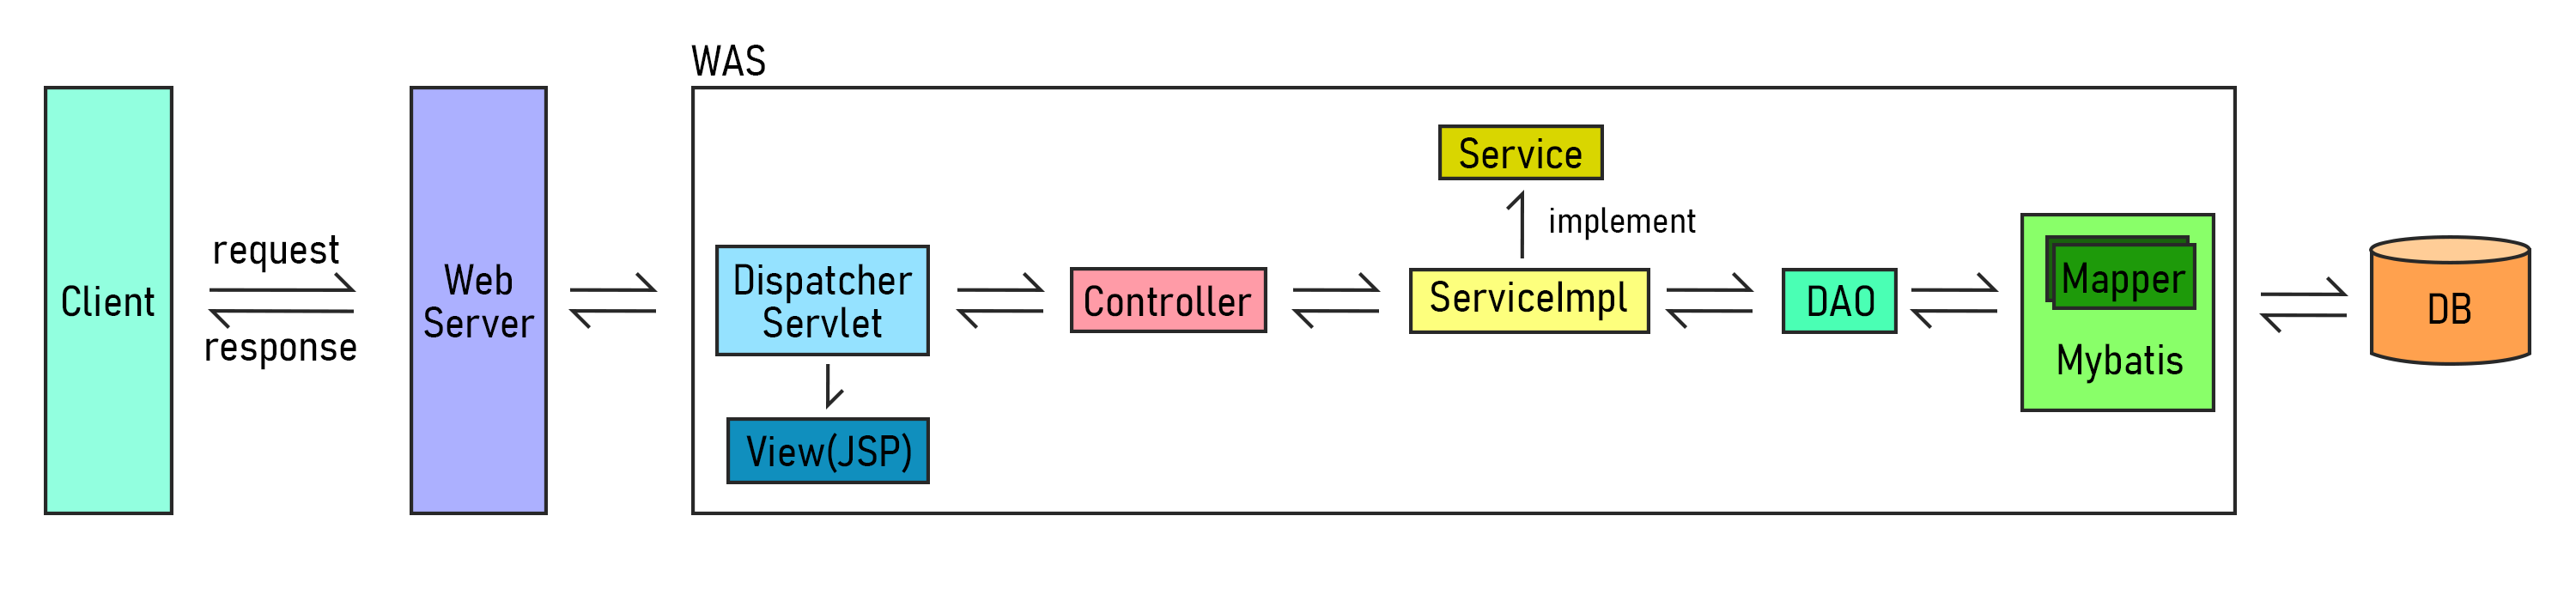 WAS
Client
request
response
Web
Server
Dispatcher
Servlet
View(JSP)
Controller
Service
implement
ServiceImpl
DAO
Mapper
Mybatis
DB